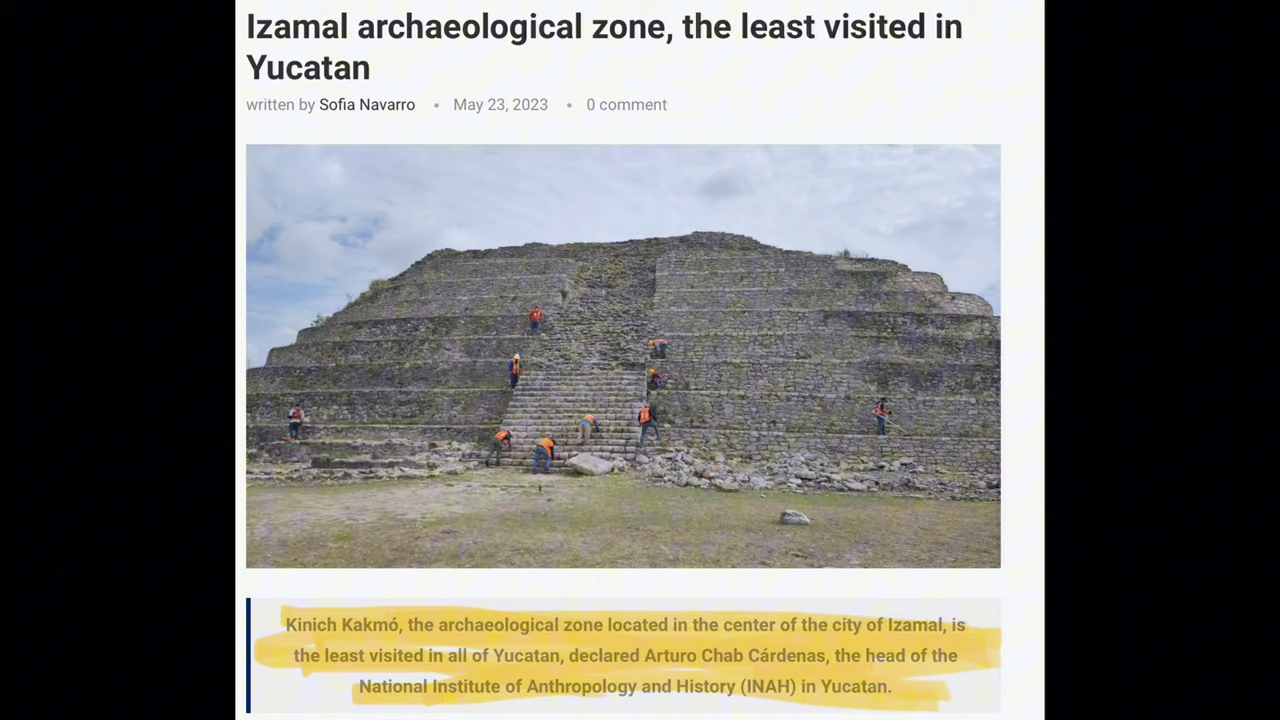 Izamal archaeological zone, the least visited in
Yucatan
written by Sofia Navarro • May 23, 2023 • 0 comment
Kinich Kakmó, the archaeological zone located in the center of the city of Izamal, is
the least visited in all of Yucatan, declared Arturo Chab Cárdenas, the head of the
National Institute of Anthropology and History (INAH) in Yucatan.